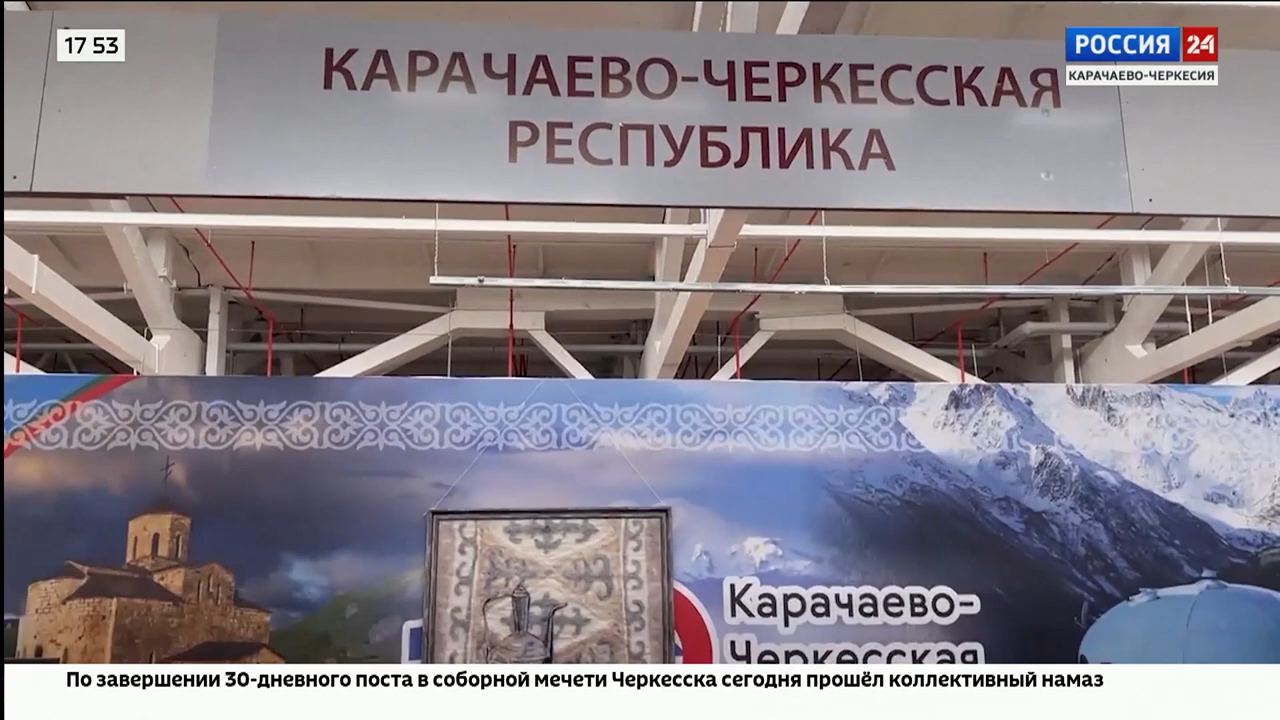 17 53
РОССИЯ 24
КАРАЧАЕВО-ЧЕРКЕСИЯ
КАРАЧАЕВО-ЧЕРКЕССКАЯ
РЕСПУБЛИКА
Карачаево-
Черкесская
По завершении 30-дневного поста в соборной мечети Черкесска сегодня прошёл коллективный намаз